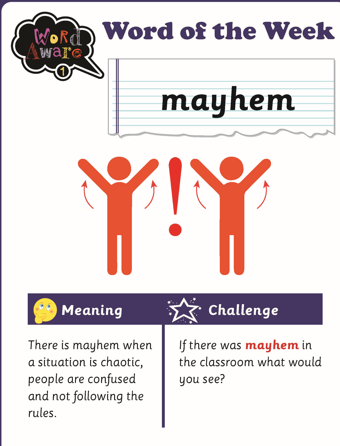 Word
Aware
1
Word of the Week
mayhem
!
Meaning
There is mayhem when
a situation is chaotic,
people are confused
and not following the
rules.
Challenge
If there was mayhem in
the classroom what would
you see?